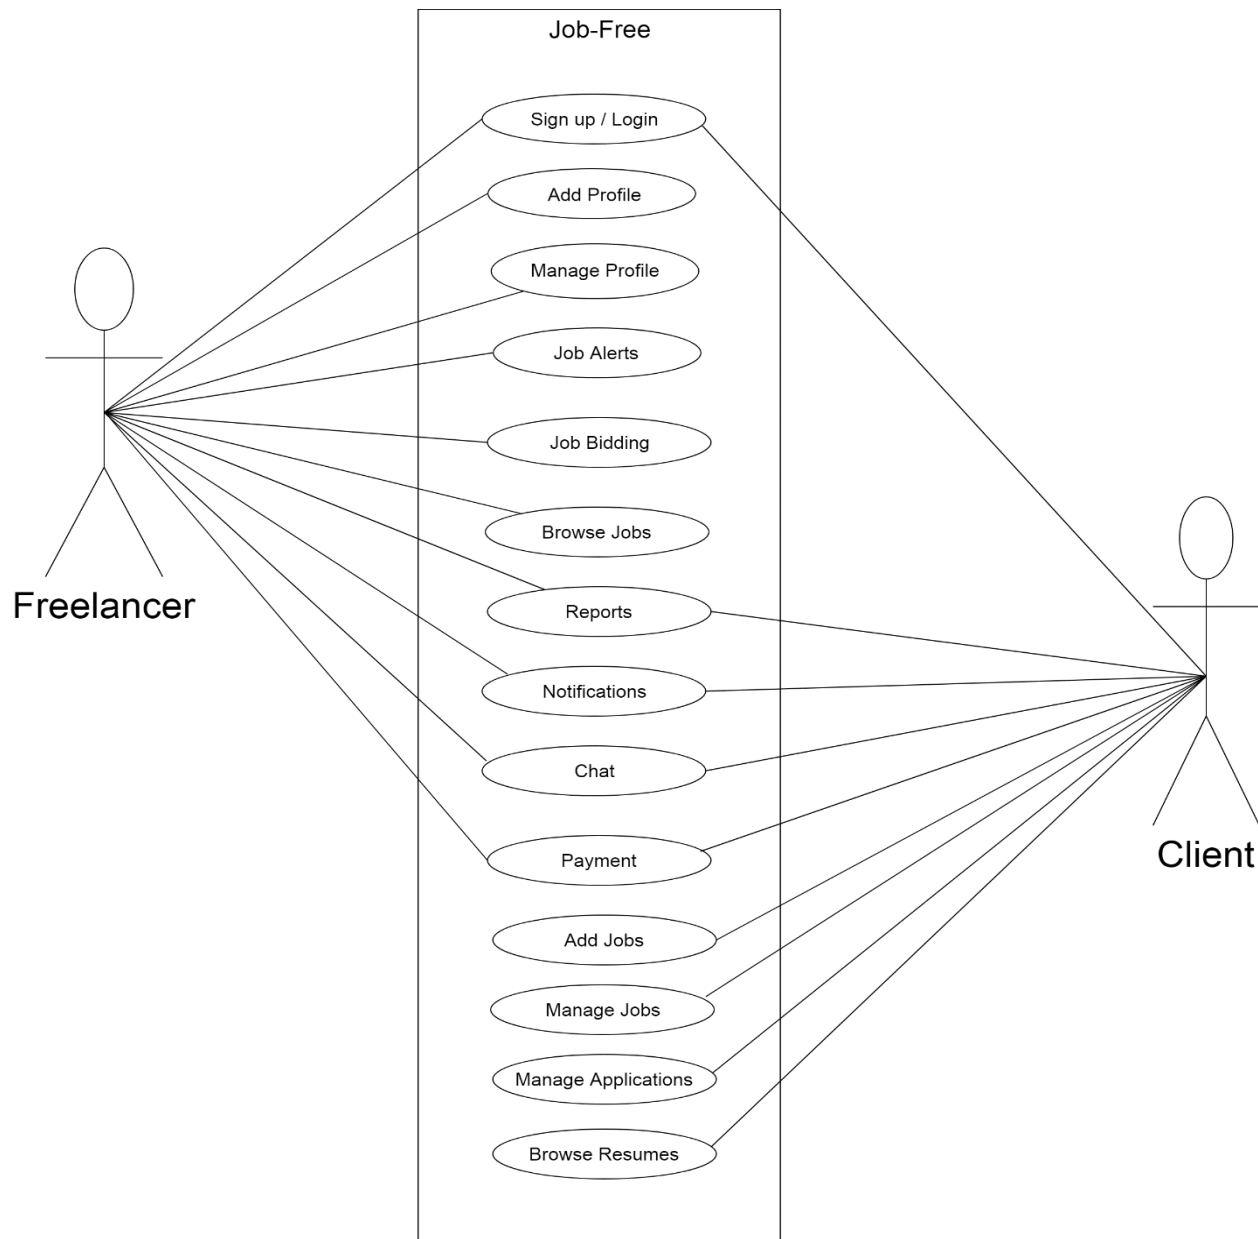 Job-Free
Sign up / Login
Add Profile
Manage Profile
Job Alerts
Job Bidding
Browse Jobs
Freelancer
Reports
Notifications
Chat
Client
Payment
Add Jobs
Manage Jobs
Manage Applications
Browse Resumes